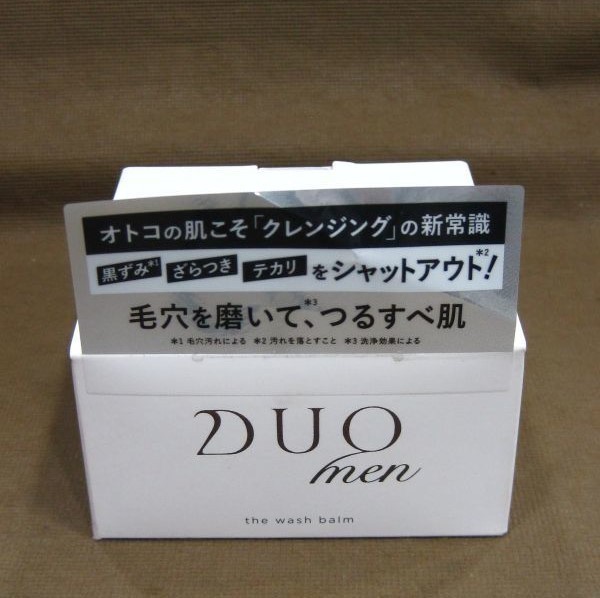 オトコの肌こそ「クレンジング」の新常識
黒ずみ*1 ざらつき テカリ をシャットアウト!*2
毛穴を磨いて、*3つるすべ肌
*1 毛穴汚れによる *2 汚れを落とすこと *3 洗浄効果による
DUO
men
the wash balm